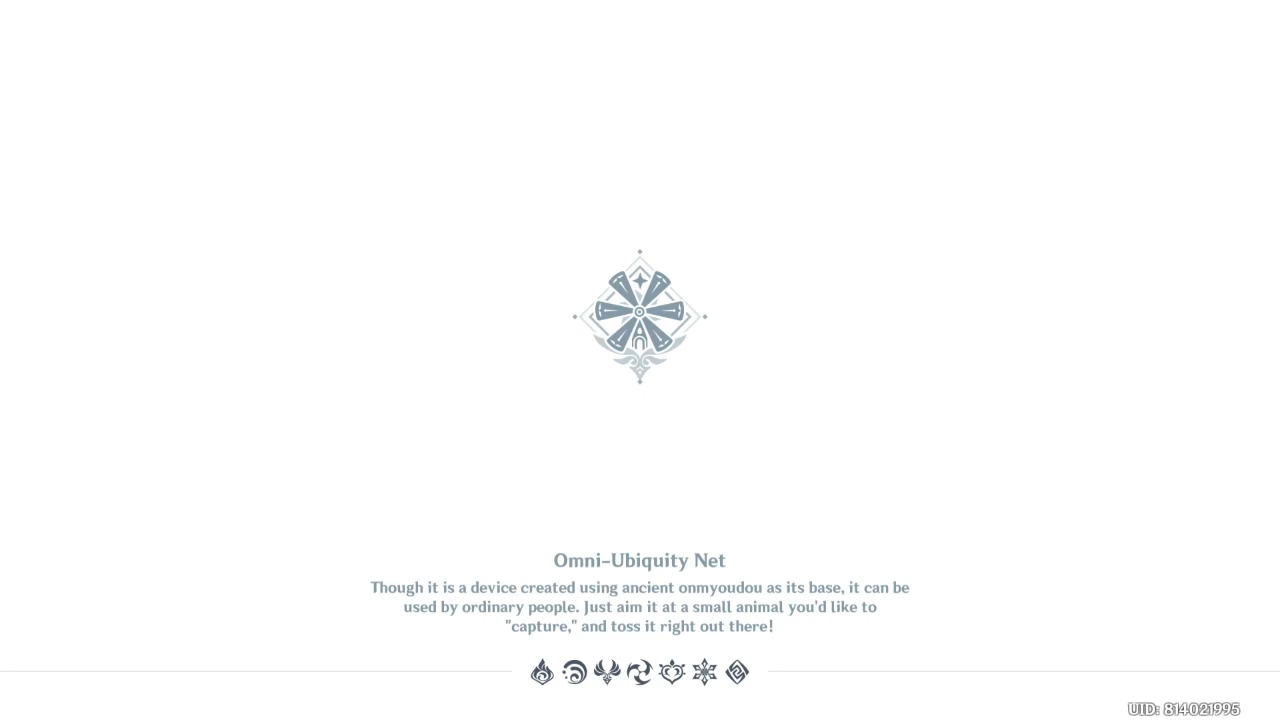 Omni-Ubiquity Net
Though it is a device created using ancient onmyoudou as its base, it can be
used by ordinary people. Just aim it at a small animal you'd like to
"capture," and toss it right out there!
UID: 814021995